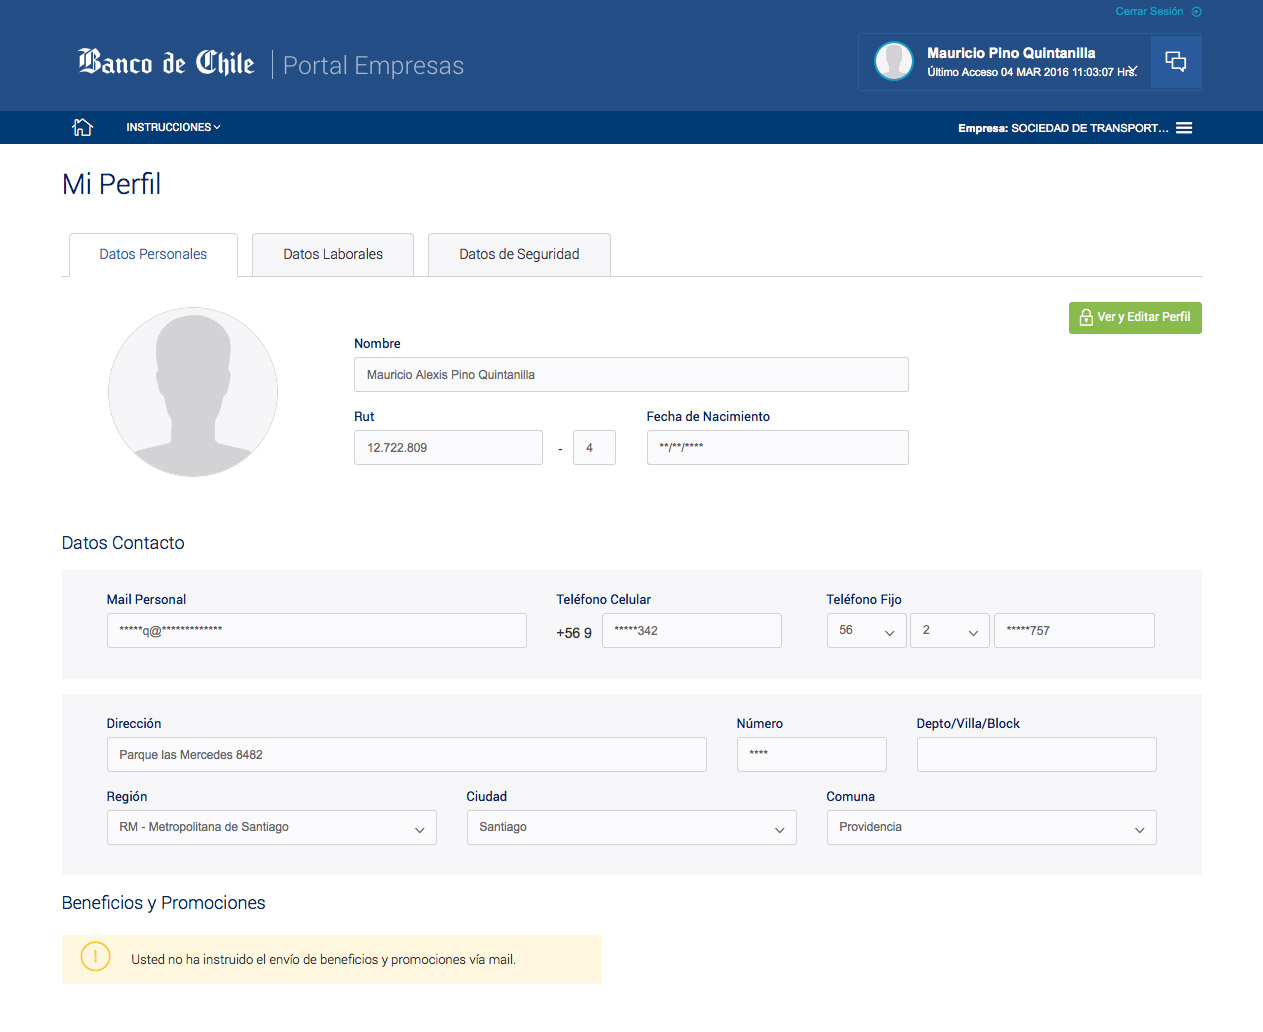 Cerrar Sesión
Banco de Chile | Portal Empresas
Mauricio Pino Quintanilla
Último Acceso 04 MAR 2016 11:03:07 Hrs.
INSTRUCCIONES
Empresa: SOCIEDAD DE TRANSPORT...
Mi Perfil
Datos Personales Datos Laborales Datos de Seguridad
Ver y Editar Perfil
Nombre
Mauricio Alexis Pino Quintanilla
Rut Fecha de Nacimiento
12.722.809 - 4 **/**/****
Datos Contacto
Mail Personal Teléfono Celular Teléfono Fijo
*****q@************* +56 9 *****342 56 2 *****757
Dirección Número Depto/Villa/Block
Parque las Mercedes 8482 ****
Región Ciudad Comuna
RM - Metropolitana de Santiago Santiago Providencia
Beneficios y Promociones
Usted no ha instruido el envío de beneficios y promociones vía mail.